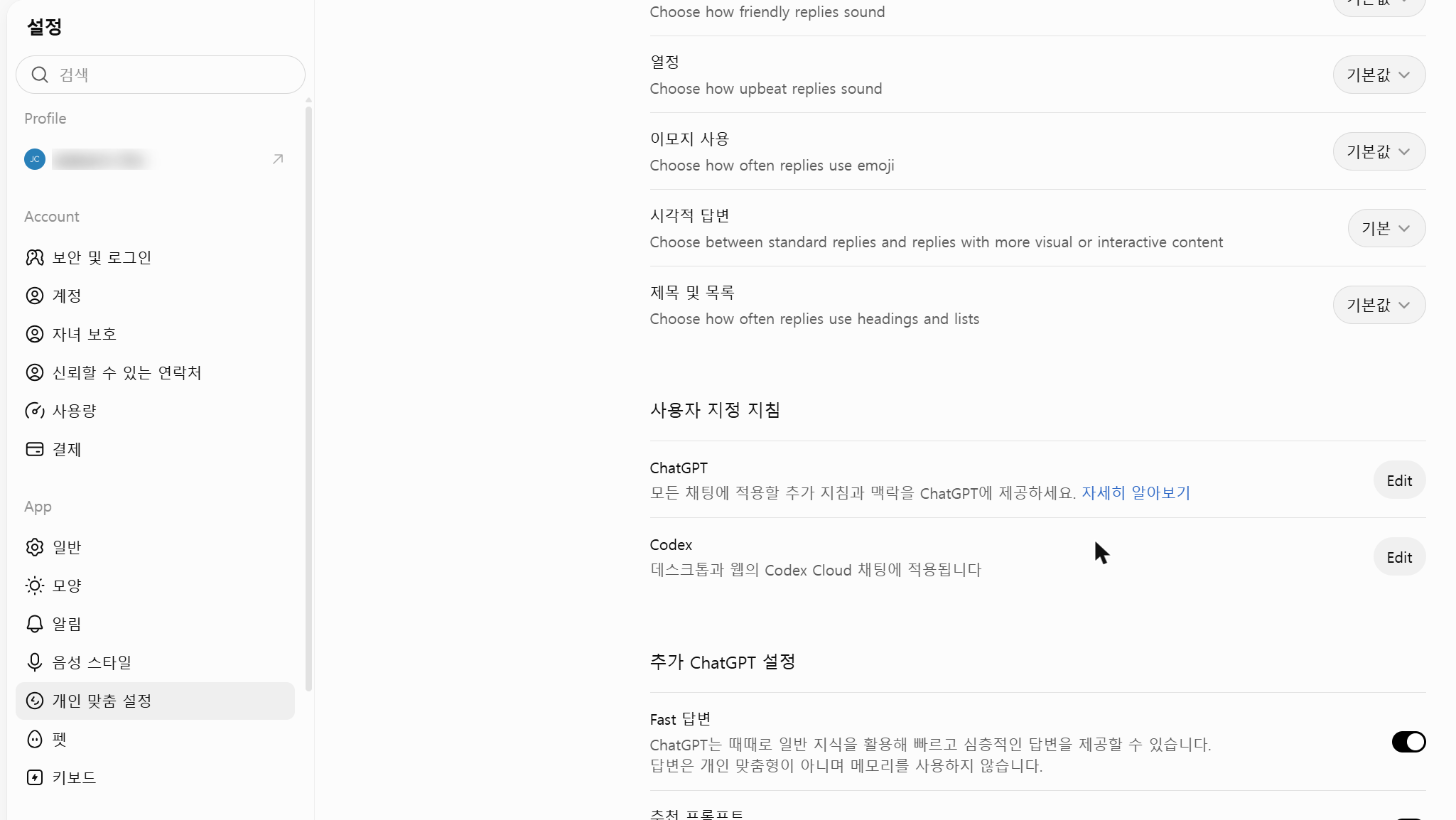 설정
검색
Profile
JC
Account
보안 및 로그인
계정
자녀 보호
신뢰할 수 있는 연락처
사용량
결제
App
일반
모양
알림
음성 스타일
개인 맞춤 설정
펫
키보드
Choose how friendly replies sound
기본값
열정
Choose how upbeat replies sound
기본값
이모지 사용
Choose how often replies use emoji
기본값
시각적 답변
Choose between standard replies and replies with more visual or interactive content
기본
제목 및 목록
Choose how often replies use headings and lists
기본값
사용자 지정 지침
ChatGPT
모든 채팅에 적용할 추가 지침과 맥락을 ChatGPT에 제공하세요. 자세히 알아보기
Edit
Codex
데스크톱과 웹의 Codex Cloud 채팅에 적용됩니다
Edit
추가 ChatGPT 설정
Fast 답변
ChatGPT는 때때로 일반 지식을 활용해 빠르고 심층적인 답변을 제공할 수 있습니다.
답변은 개인 맞춤형이 아니며 메모리를 사용하지 않습니다.
추천 프롬프트